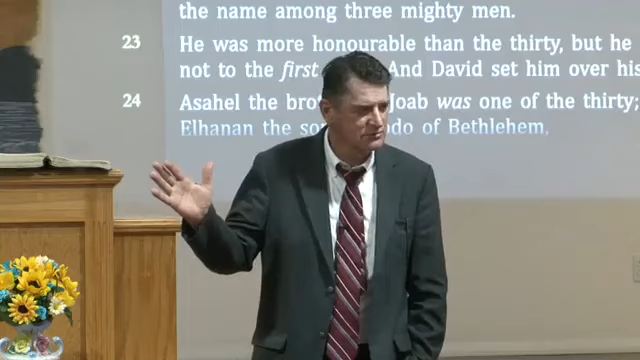 the name among three mighty men.
23 He was more honourable than the thirty, but he
not to the first And David set him over his
24 Asahel the bro Joab was one of the thirty;
Elhanan the so do of Bethlehem,